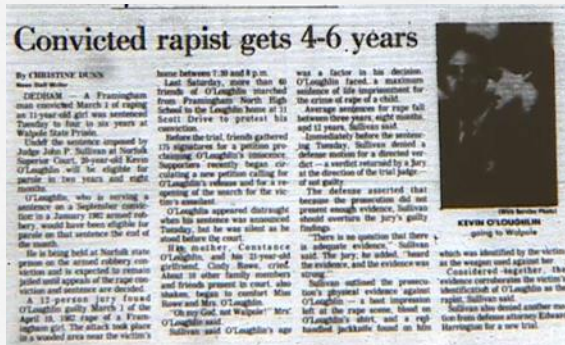 Convicted rapist gets 4-6 years
By CHRISTINE DUNN
News Staff Writer
DEDHAM — A Framingham
man convicted March 1 of raping
an 11-year-old girl was sentenced
Tuesday to four to six years at
Walpole State Prison.
Under the sentence imposed by
Judge John P. Sullivan at Norfolk
Superior Court, 20-year-old Kevin
O'Loughlin will be eligible for
parole in two years and eight
months.
O'Loughlin, who is serving a
sentence on a September convic-
tion in a January 1982 armed rob-
bery, would have been eligible for
parole on that sentence the end of
the month.
He is being held at Norfolk state
prison on the armed robbery con-
viction and is expected to remain
jailed until appeals of the rape con-
viction and sentence are decided.
A 12-person jury found
O'Loughlin guilty March 1 of the
April 1982 rape of a Fram-
ingham girl. The attack took place
in a wooded area near the victim's
home between 7:30 and 8 p.m.
Last Saturday, more than 60
friends of O'Loughlin marched
from Framingham North High
School to the Loughlin home at 11
Scott Drive to protest his
conviction.
Before the trial, friends gathered
175 signatures for a petition pro-
claiming O'Loughlin's innocence.
Supporters recently began cir-
culating a new petition calling for
O'Loughlin's release and for a re-
opening of the search for the vic-
tim's assailant.
O'Loughlin appeared distraught
when his sentence was announced
Tuesday, but he was silent as he
stood before the court.
His mother, Constance
O'Loughlin, and his 21-year-old
girlfriend, Cindy Rowe, cried.
About 10 other family members
and friends present in court, also
shaken, began to comfort Miss
Rowe and Mrs. O'Loughlin.
"Oh my God, not Walpole!" Mrs.
O'Loughlin said.
Sullivan said O'Loughlin's age
was a factor in his decision.
O'Loughlin faced a maximum
sentence of life imprisonment for
the crime of rape of a child.
Average sentences for rape fall
between three years, eight months,
and 12 years, Sullivan said.
Immediately before the sentenc-
ing Tuesday, Sullivan denied a
defense motion for a directed ver-
dict — a verdict returned by a jury
at the direction of the trial judge —
of not guilty.
The defense asserted that
because the prosecution did not
present enough evidence, Sullivan
should overturn the jury's guilty
findings.
"There is no question that there
is adequate evidence," Sullivan
said. The jury, he added, "heard
the evidence, and the evidence was
strong."
Sullivan outlined the prosecu-
tion's physical evidence against
O'Loughlin — a boot impression
left at the rape scene, blood on
O'Loughlin's shirt, and a red-
handled jackknife found on him
KEVIN O'LOUGHLIN
going to Walpole
which was identified by the victim
as the weapon used against her.
Considered together, the
evidence corroborates the victim's
identification of O'Loughlin as the
rapist, Sullivan said.
Sullivan also denied another mo-
tion from defense attorney Edward
Harrington for a new trial.